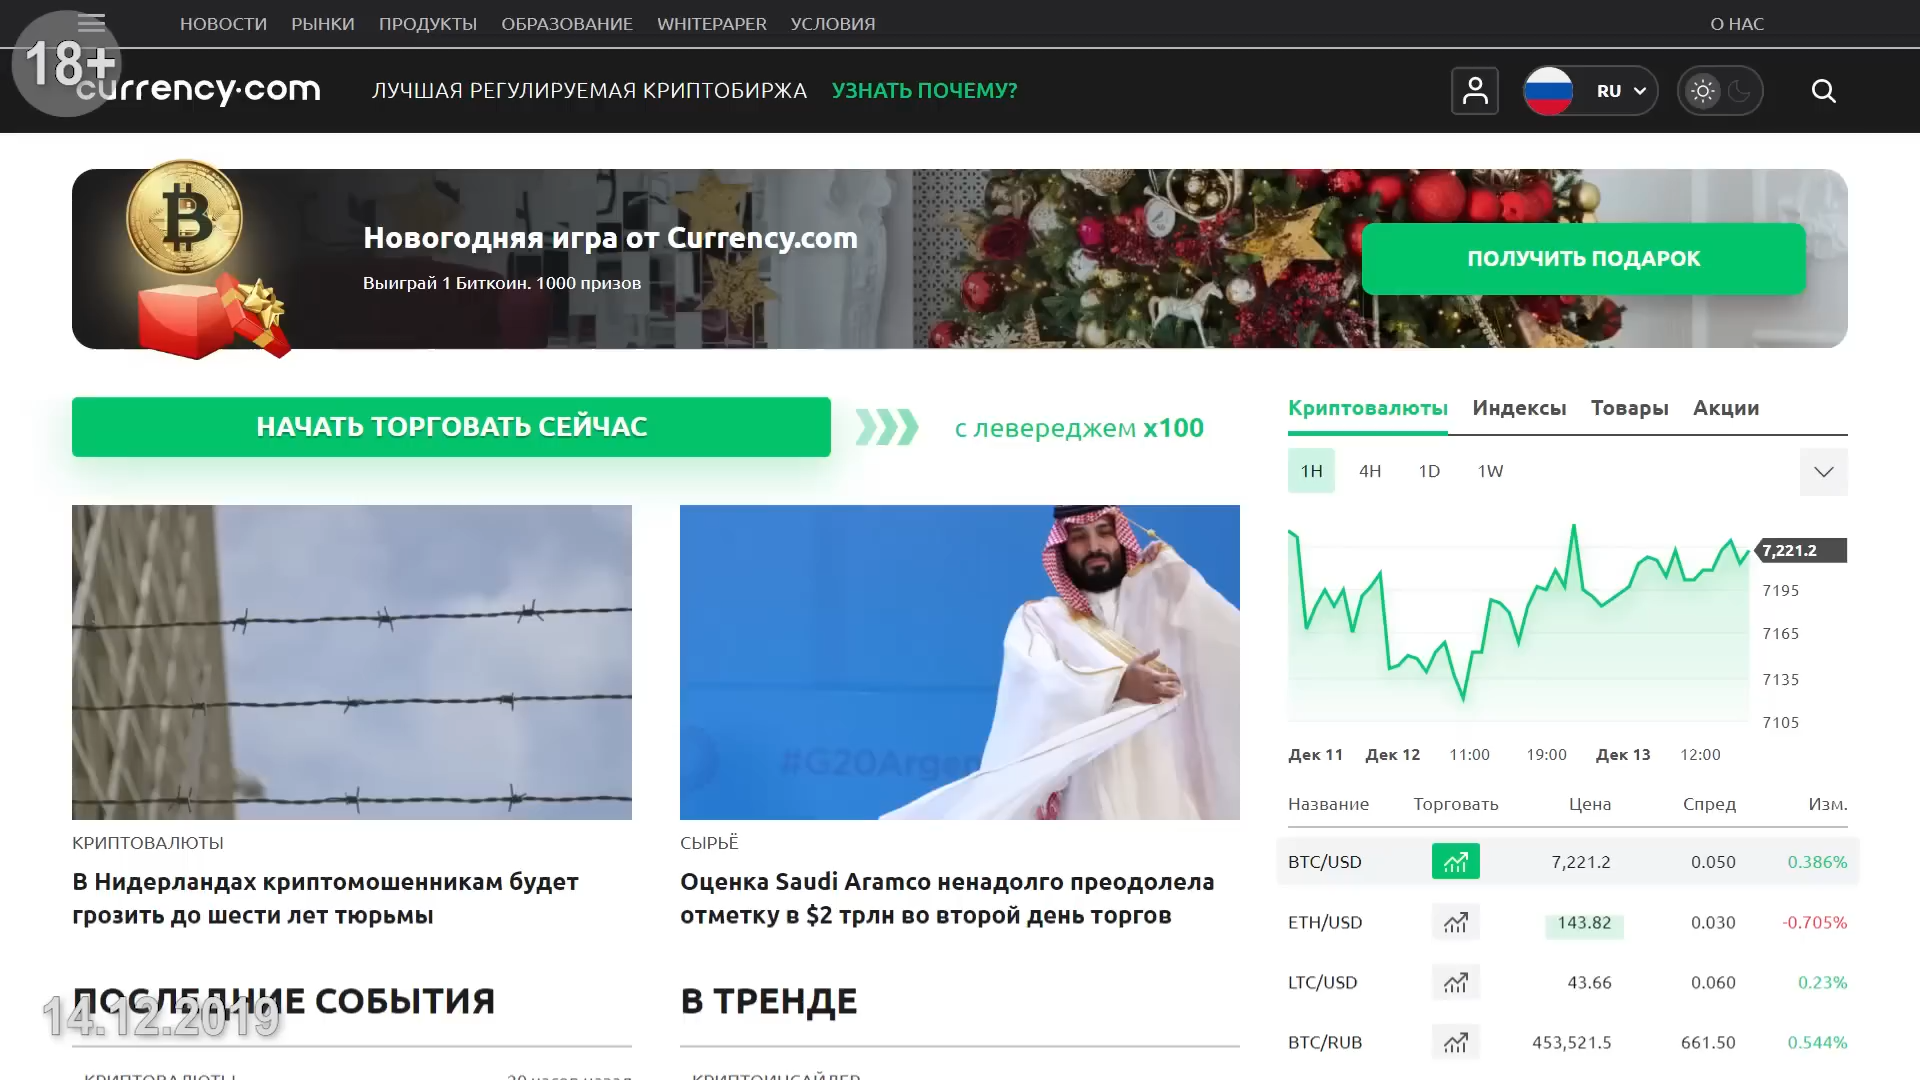 НОВОСТИ РЫНКИ ПРОДУКТЫ ОБРАЗОВАНИЕ WHITEPAPER УСЛОВИЯ О НАС
18+
currency.com ЛУЧШАЯ РЕГУЛИРУЕМАЯ КРИПТОБИРЖА УЗНАТЬ ПОЧЕМУ? RU
Новогодняя игра от Currency.com
Выиграй 1 Биткоин. 1000 призов
ПОЛУЧИТЬ ПОДАРОК
НАЧАТЬ ТОРГОВАТЬ СЕЙЧАС
с левереджем x100
#G20Argen
КРИПТОВАЛЮТЫ
В Нидерландах криптомошенникам будет
грозить до шести лет тюрьмы
СЫРЬЁ
Оценка Saudi Aramco ненадолго преодолела
отметку в $2 трлн во второй день торгов
ПОСЛЕДНИЕ СОБЫТИЯ
14.12.2019
КРИПТОВАЛЮТЫ 20 часов назад
В ТРЕНДЕ
КРИПТОИНСАЙДЕР
Криптовалюты Индексы Товары Акции
1H 4H 1D 1W
7,221.2
7195
7165
7135
7105
Дек 11 Дек 12 11:00 19:00 Дек 13 12:00
Название Торговать Цена Спред Изм.
BTC/USD 7,221.2 0.050 0.386%
ETH/USD 143.82 0.030 -0.705%
LTC/USD 43.66 0.060 0.23%
BTC/RUB 453,521.5 661.50 0.544%